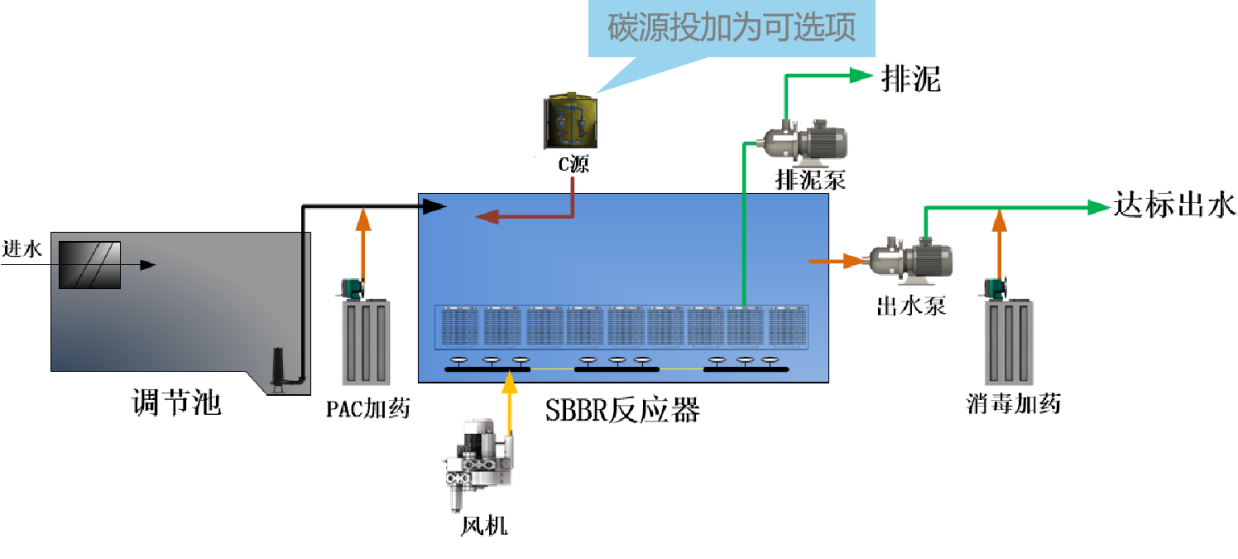 碳源投加为可选项
排泥
C源
排泥泵
达标出水
进水
出水泵
调节池
PAC加药
SBBR反应器
消毒加药
风机